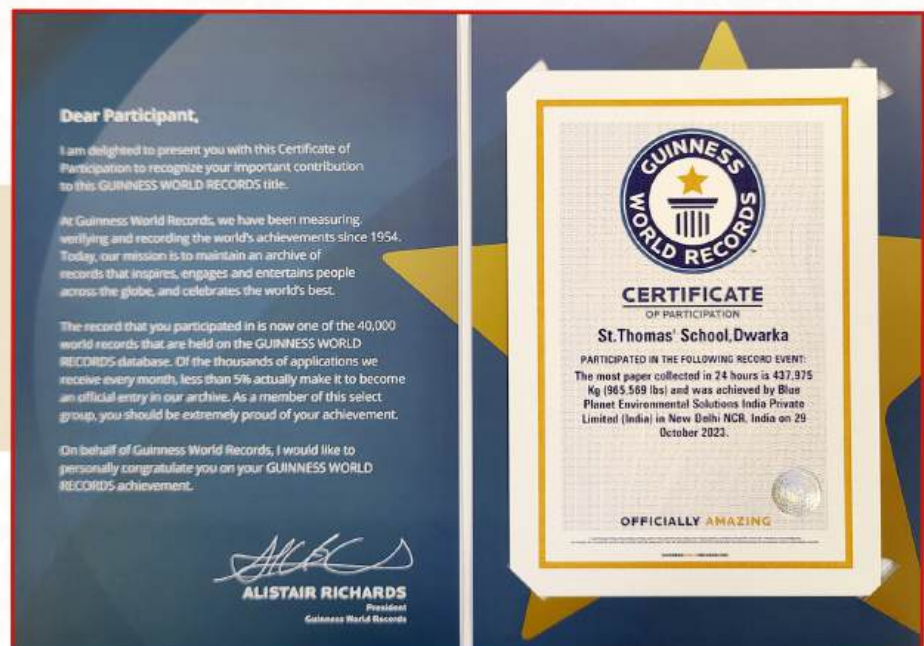 Dear Participant,
I am delighted to present you with this Certificate of
Participation to recognize your important contribution
to this GUINNESS WORLD RECORDS title.
At Guinness World Records, we have been measuring,
verifying and recording the world's achievements since 1954.
Today, our mission is to maintain an archive of
records that inspires, engages and entertains people
across the globe, and celebrates the world's best.
The record that you participated in is now one of the 40,000
world records that are held on the GUINNESS WORLD
RECORDS database. Of the thousands of applications we
receive every month, less than 5% actually make it to become
an official entry in our archive. As a member of this select
group, you should be extremely proud of your achievement.
On behalf of Guinness World Records, I would like to
personally congratulate you on your GUINNESS WORLD
RECORDS achievement.
ALISTAIR RICHARDS
President
Guinness World Records
GUINNESS
WORLD RECORDS
CERTIFICATE
OF PARTICIPATION
St.Thomas' School,Dwarka
PARTICIPATED IN THE FOLLOWING RECORD EVENT:
The most paper collected in 24 hours is 437,975
Kg (965,569 lbs) and was achieved by Blue
Planet Environmental Solutions India Private
Limited (India) in New Delhi NCR, India on 29
October 2023.
OFFICIALLY AMAZING